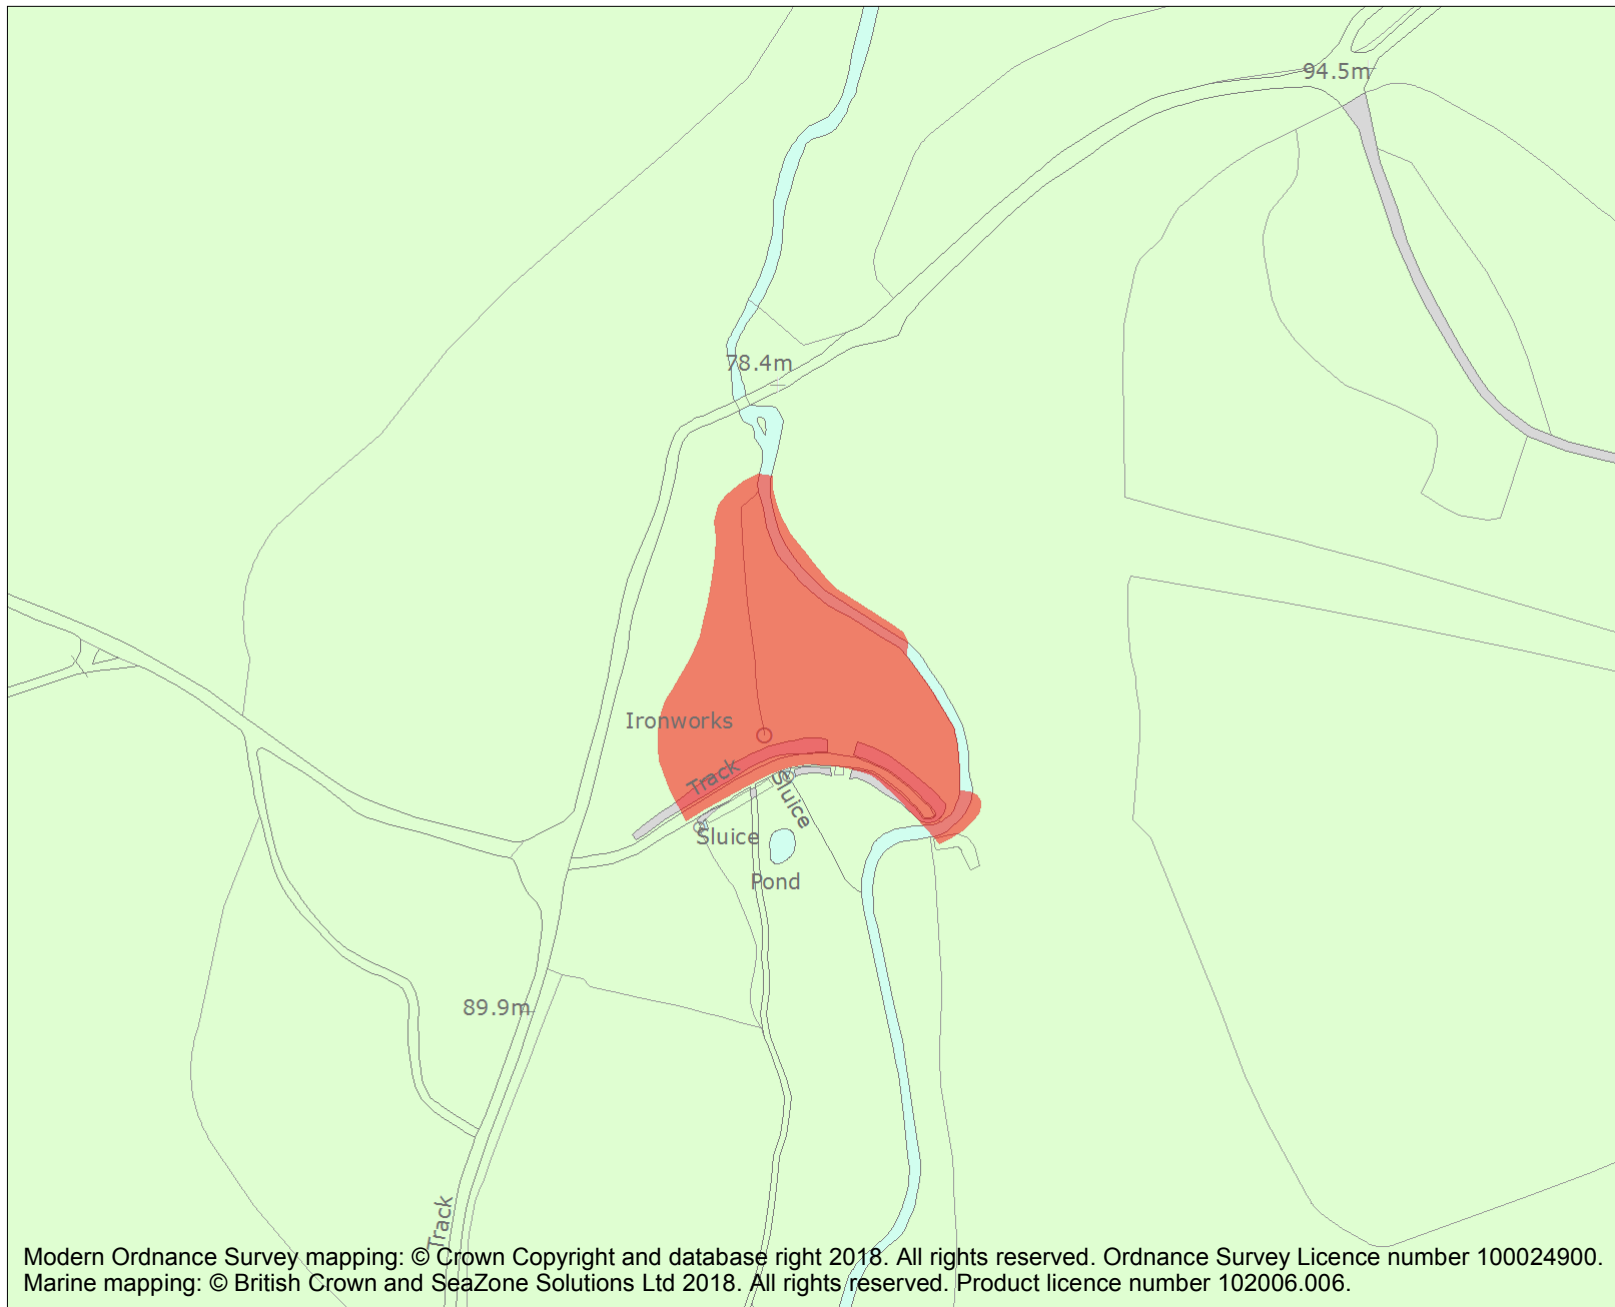 94.5m
78.4m
Ironworks
Track
Sluice
Sluice
Pond
89.9m
Track
Modern Ordnance Survey mapping: © Crown Copyright and database right 2018. All rights reserved. Ordnance Survey Licence number 100024900.
Marine mapping: © British Crown and SeaZone Solutions Ltd 2018. All rights reserved. Product licence number 102006.006.